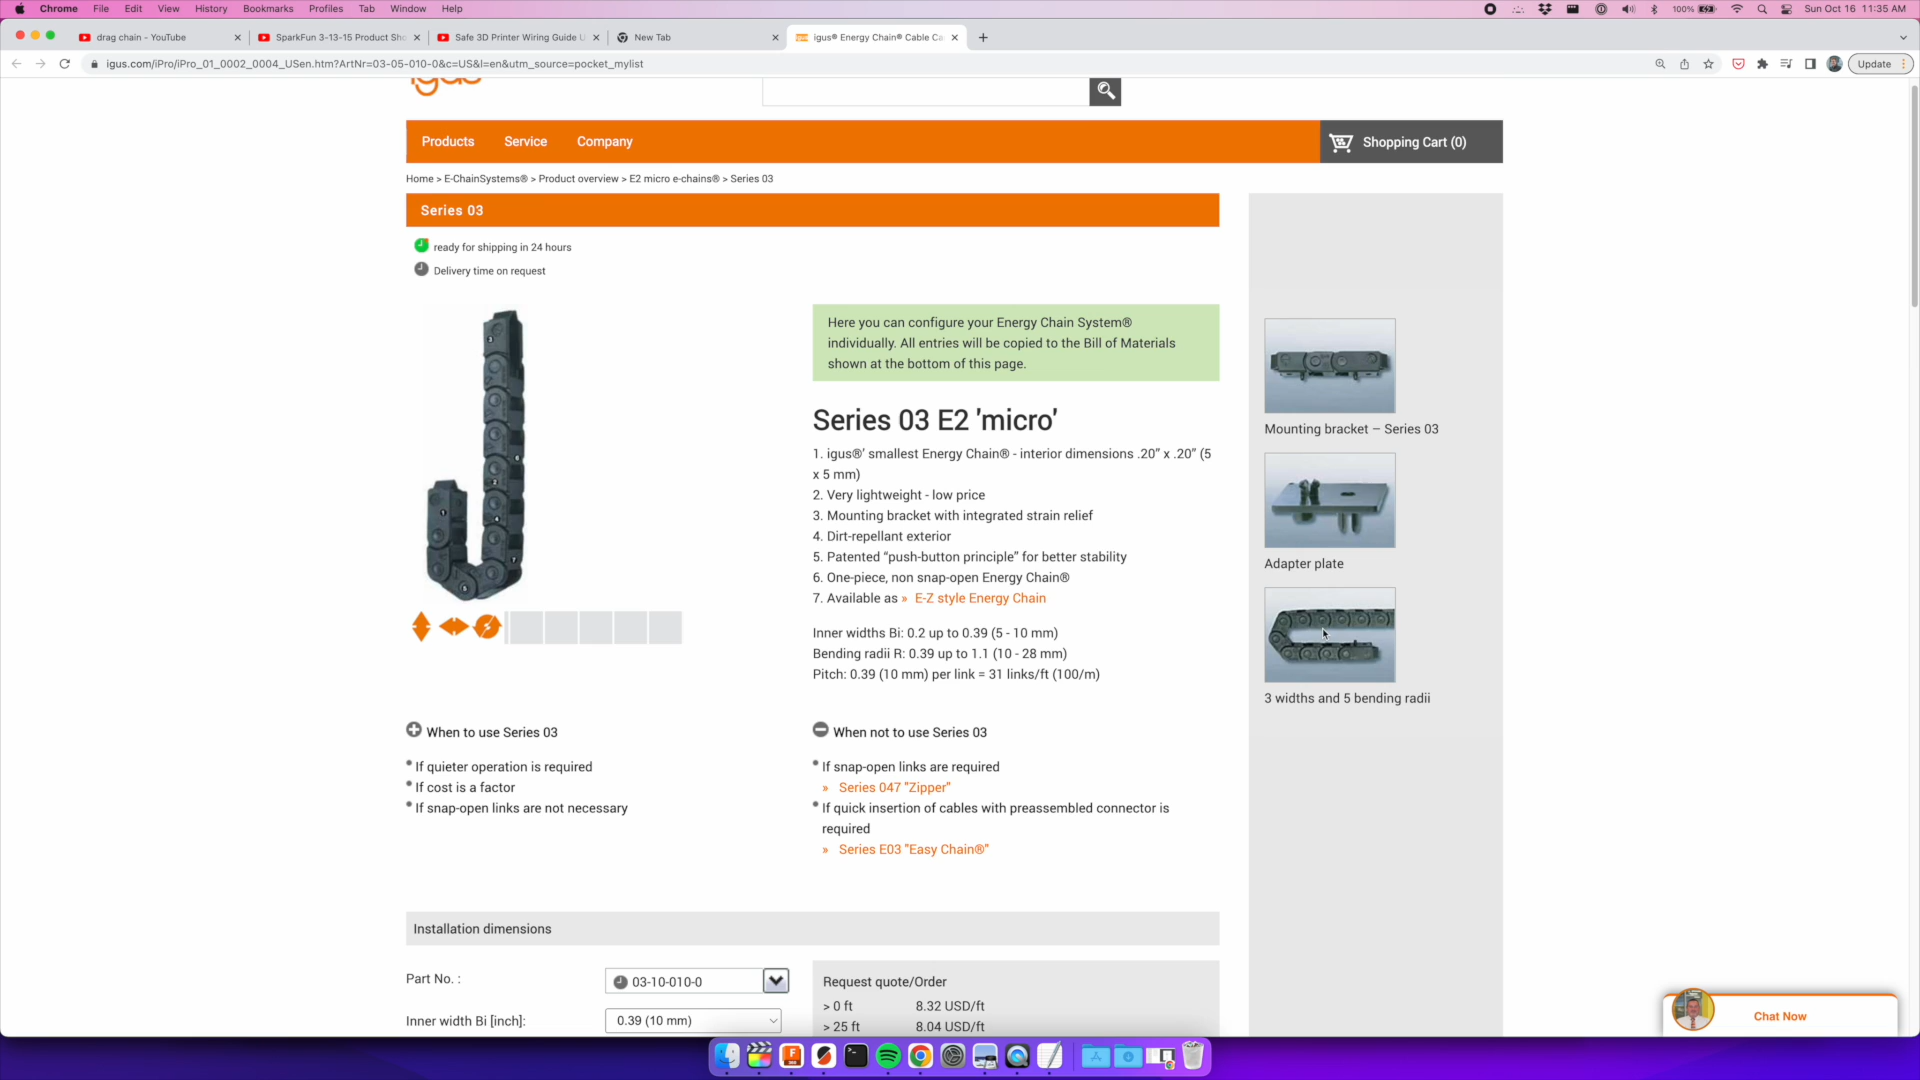 Chrome File Edit View History Bookmarks Profiles Tab Window Help 100% Sun Oct 16 11:35 AM
drag chain - YouTube
SparkFun 3-13-15 Product Sho
Safe 3D Printer Wiring Guide U
New Tab
igus® Energy Chain® Cable Ca
igus.com/iPro/iPro_01_0002_0004_USen.htm?ArtNr=03-05-010-0&c=US&l=en&utm_source=pocket_mylist
Update
igus
Products Service Company
Shopping Cart (0)
Home > E-ChainSystems® > Product overview > E2 micro e-chains® > Series 03
Series 03
ready for shipping in 24 hours
Delivery time on request
Here you can configure your Energy Chain System®
individually. All entries will be copied to the Bill of Materials
shown at the bottom of this page.
Series 03 E2 'micro'
1. igus®' smallest Energy Chain® - interior dimensions .20” x .20” (5
x 5 mm)
2. Very lightweight - low price
3. Mounting bracket with integrated strain relief
4. Dirt-repellant exterior
5. Patented “push-button principle” for better stability
6. One-piece, non snap-open Energy Chain®
7. Available as » E-Z style Energy Chain
Inner widths Bi: 0.2 up to 0.39 (5 - 10 mm)
Bending radii R: 0.39 up to 1.1 (10 - 28 mm)
Pitch: 0.39 (10 mm) per link = 31 links/ft (100/m)
Mounting bracket – Series 03
Adapter plate
3 widths and 5 bending radii
When to use Series 03
If quieter operation is required
If cost is a factor
If snap-open links are not necessary
When not to use Series 03
If snap-open links are required
» Series 047 "Zipper"
If quick insertion of cables with preassembled connector is
required
» Series E03 "Easy Chain®"
Installation dimensions
Part No. :
03-10-010-0
Inner width Bi [inch]:
0.39 (10 mm)
Request quote/Order
> 0 ft 8.32 USD/ft
> 25 ft 8.04 USD/ft
Chat Now